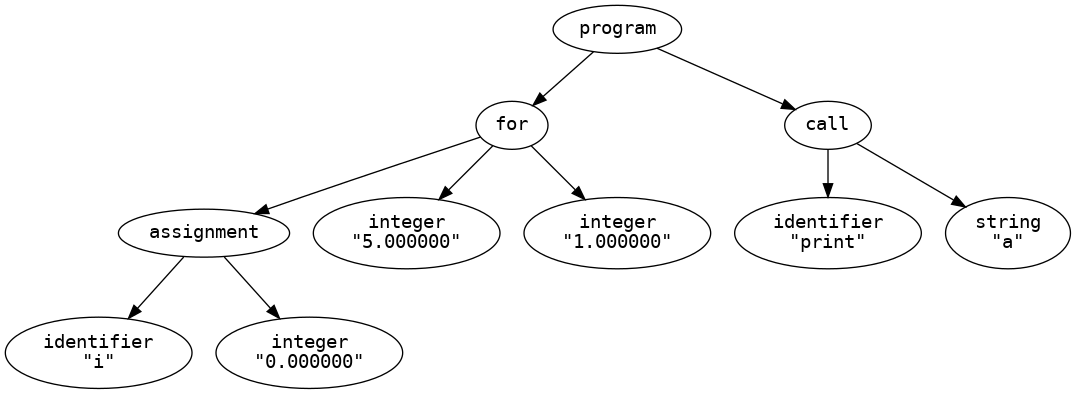 program
for
call
assignment
integer
"5.000000"
integer
"1.000000"
identifier
"print"
string
"a"
identifier
"i"
integer
"0.000000"